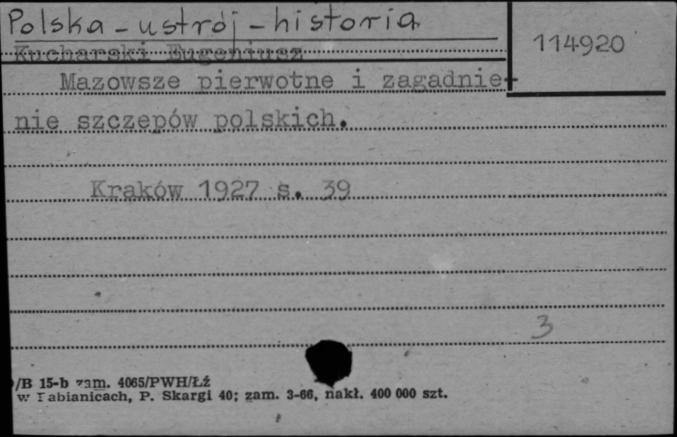 Polska - ustrój - historia
114920
Kucharski Eugeniusz
Mazowsze pierwotne i zagadnie-
nie szczepów polskich.
Kraków 1927 s. 39
3
/B 15-b zam. 4065/PWH/Łź
w Pabianicach, P. Skargi 40; zam. 3-66, nakł. 400 000 szt.